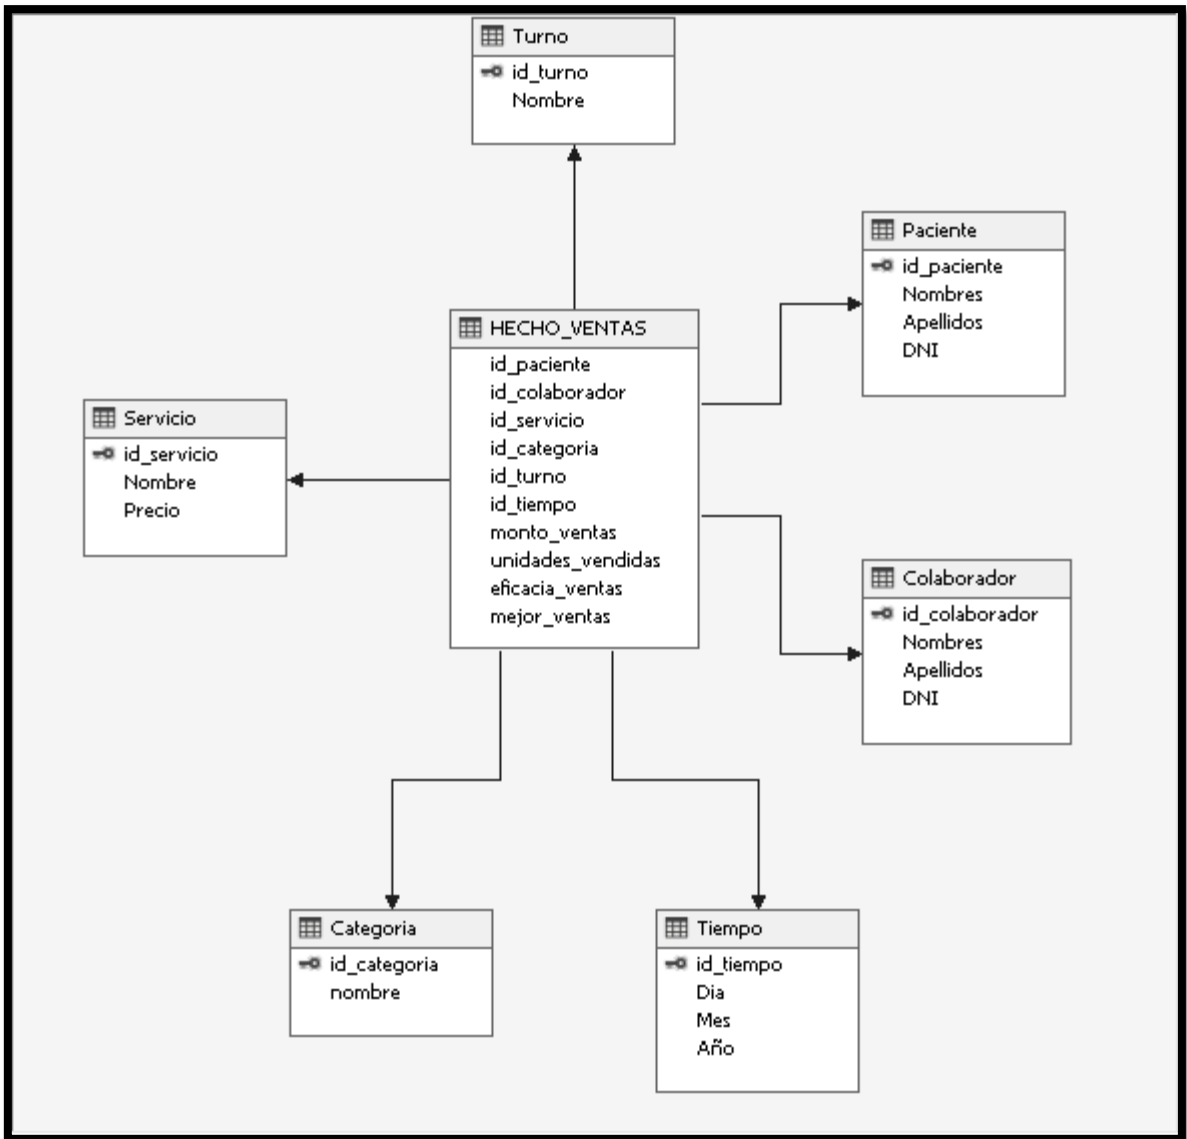 Turno
id_turno
Nombre
Paciente
id_paciente
Nombres
Apellidos
DNI
HECHO_VENTAS
id_paciente
id_colaborador
id_servicio
id_categoria
id_turno
id_tiempo
monto_ventas
unidades_vendidas
eficacia_ventas
mejor_ventas
Servicio
id_servicio
Nombre
Precio
Colaborador
id_colaborador
Nombres
Apellidos
DNI
Categoria
id_categoria
nombre
Tiempo
id_tiempo
Dia
Mes
Año